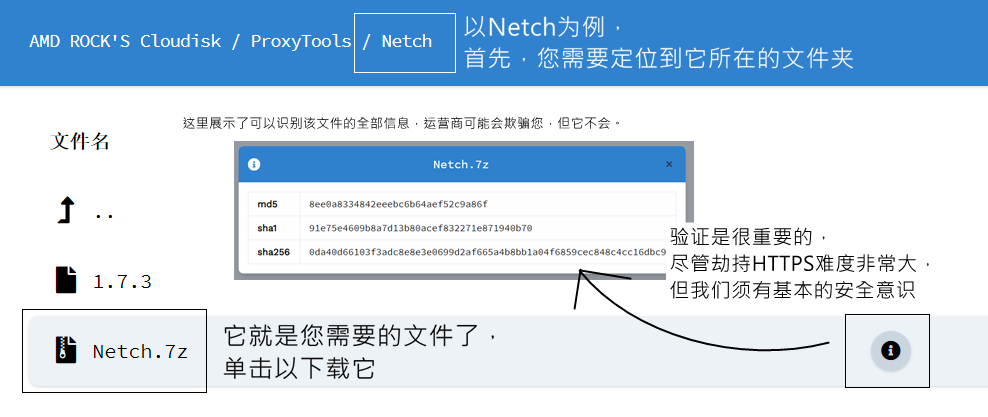 AMD ROCK'S Cloudisk / ProxyTools / Netch
以Netch为例，
首先，您需要定位到它所在的文件夹
文件名
这里展示了可以识别该文件的全部信息，运营商可能会欺骗您，但它不会。
Netch.7z
×
md5 8ee0a8334842eeebc6b64aef52c9a86f
sha1 91e75e4609b8a7d13b80acef832271e871940b70
sha256 0da40d66103f3adc8e8e3e0699d2af665a4b8bb1a04f6859cec848c4cc16dbc9
..
验证是很重要的，
尽管劫持HTTPS难度非常大，
但我们须有基本的安全意识
1.7.3
Netch.7z
它就是您需要的文件了，
单击以下载它